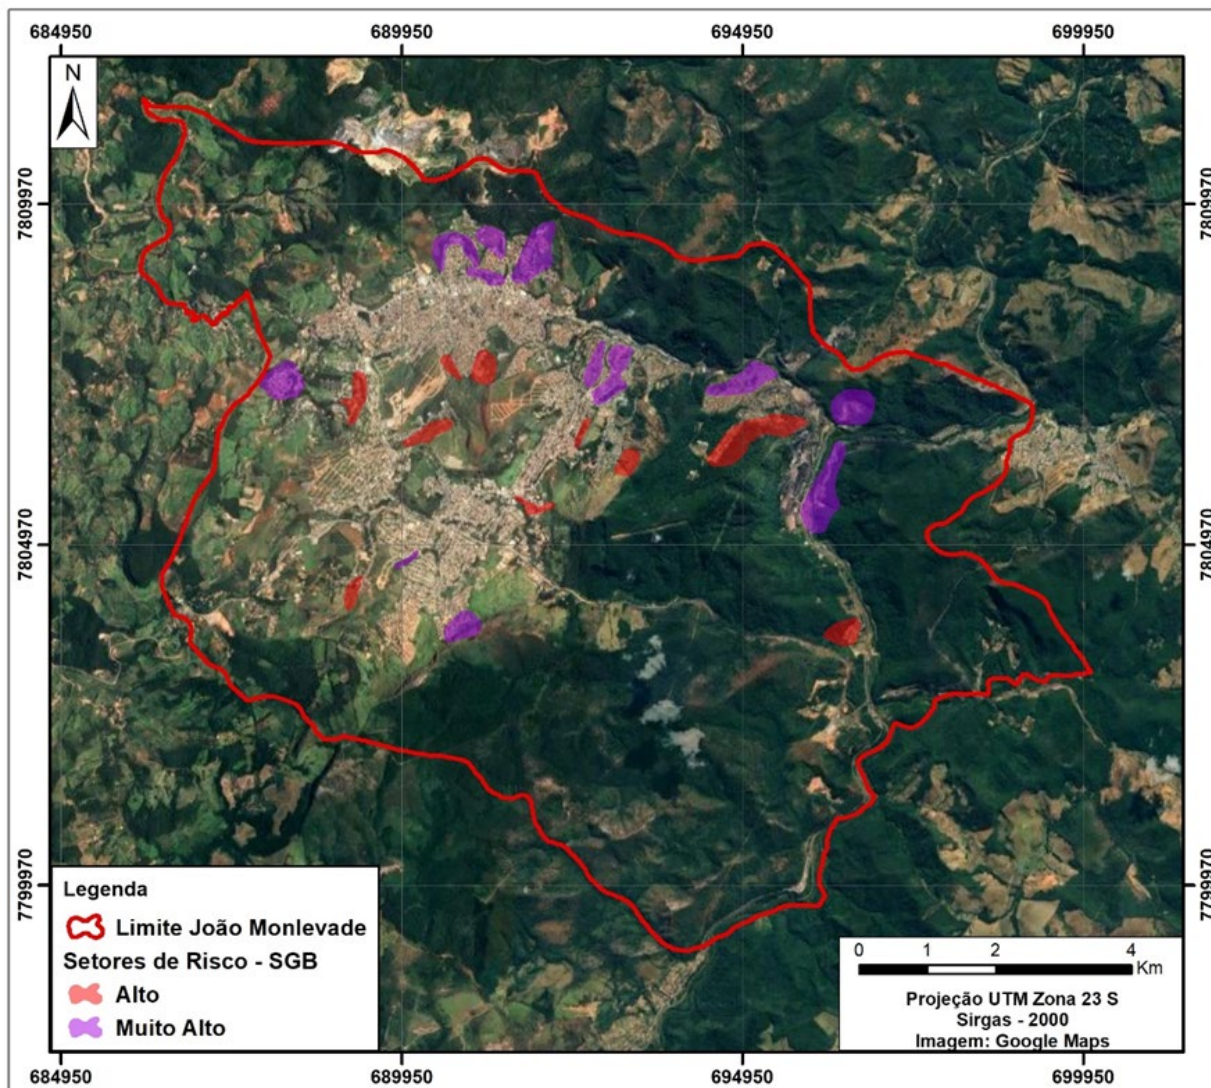 684950 689950 694950 699950
N
7809970 7809970
7804970 7804970
7799970 7799970
Legenda
Limite João Monlevade
Setores de Risco - SGB
Alto
Muito Alto
0 1 2 4
Km
Projeção UTM Zona 23 S
Sirgas - 2000
Imagem: Google Maps
684950 689950 694950 699950